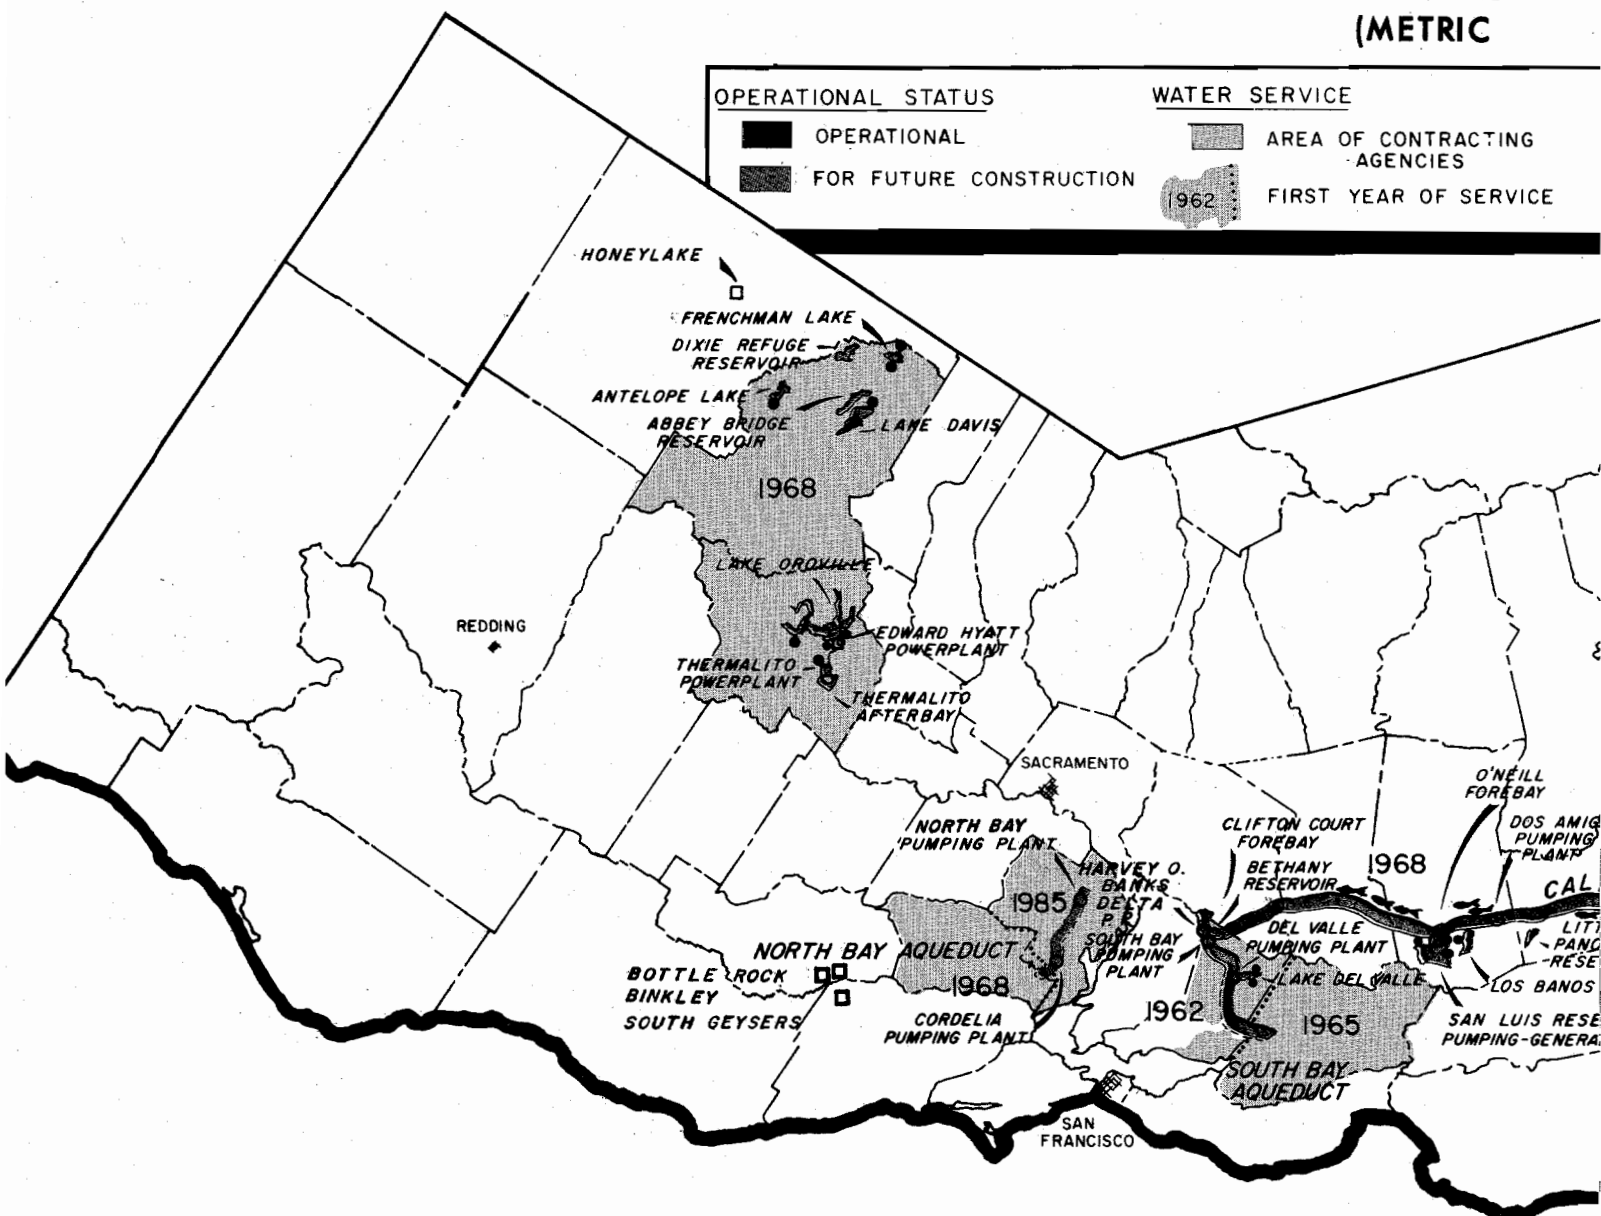 (METRIC
OPERATIONAL STATUS
OPERATIONAL
FOR FUTURE CONSTRUCTION
WATER SERVICE
AREA OF CONTRACTING
AGENCIES
1962
FIRST YEAR OF SERVICE
HONEYLAKE
FRENCHMAN LAKE
DIXIE REFUGE
RESERVOIR
ANTELOPE LAKE
ABBEY BRIDGE
RESERVOIR
LAKE DAVIS
1968
LAKE OROVILLE
REDDING
EDWARD HYATT
POWERPLANT
THERMALITO
POWERPLANT
THERMALITO
AFTERBAY
SACRAMENTO
O'NEILL
FOREBAY
NORTH BAY
PUMPING PLANT
CLIFTON COURT
FOREBAY
DOS AMIG
PUMPING
PLANT
HARVEY O.
BANKS
DELTA
P.P.
BETHANY
RESERVOIR
1968
CAL
1985
SOUTH BAY
PUMPING
PLANT
DEL VALLE
PUMPING PLANT
LITT
PANO
RESE
NORTH BAY AQUEDUCT
BOTTLE ROCK
BINKLEY
SOUTH GEYSERS
1968
LAKE DEL VALLE
LOS BANOS
CORDELIA
PUMPING PLANT
1962
1965
SAN LUIS RESE
PUMPING-GENERA
SOUTH BAY
AQUEDUCT
SAN
FRANCISCO